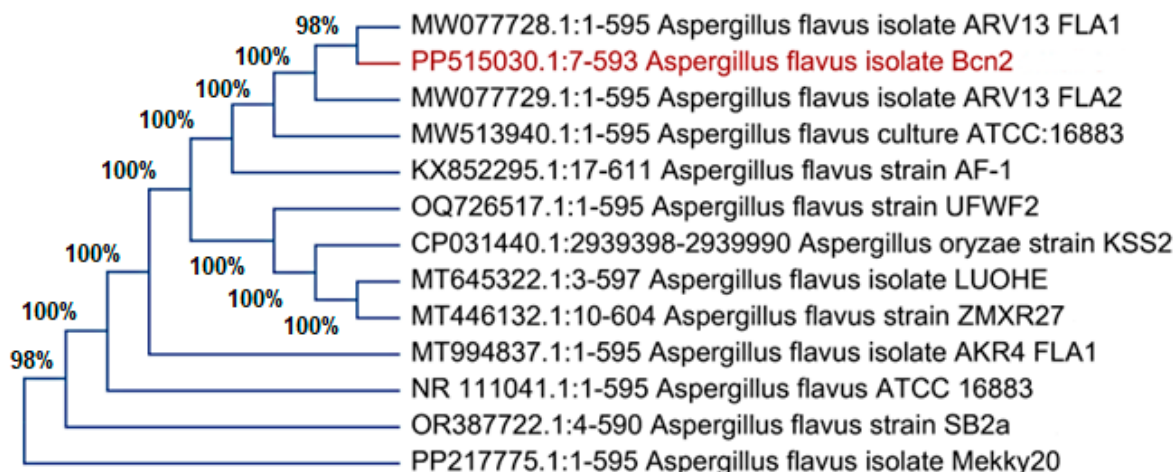 98%
MW077728.1:1-595 Aspergillus flavus isolate ARV13 FLA1
100%
PP515030.1:7-593 Aspergillus flavus isolate Bcn2
100%
MW077729.1:1-595 Aspergillus flavus isolate ARV13 FLA2
100%
MW513940.1:1-595 Aspergillus flavus culture ATCC:16883
100%
KX852295.1:17-611 Aspergillus flavus strain AF-1
OQ726517.1:1-595 Aspergillus flavus strain UFWF2
100%
CP031440.1:2939398-2939990 Aspergillus oryzae strain KSS2
100%
MT645322.1:3-597 Aspergillus flavus isolate LUOHE
100%
100%
MT446132.1:10-604 Aspergillus flavus strain ZMXR27
100%
MT994837.1:1-595 Aspergillus flavus isolate AKR4 FLA1
98%
NR 111041.1:1-595 Aspergillus flavus ATCC 16883
OR387722.1:4-590 Aspergillus flavus strain SB2a
PP217775.1:1-595 Aspergillus flavus isolate Mekky20